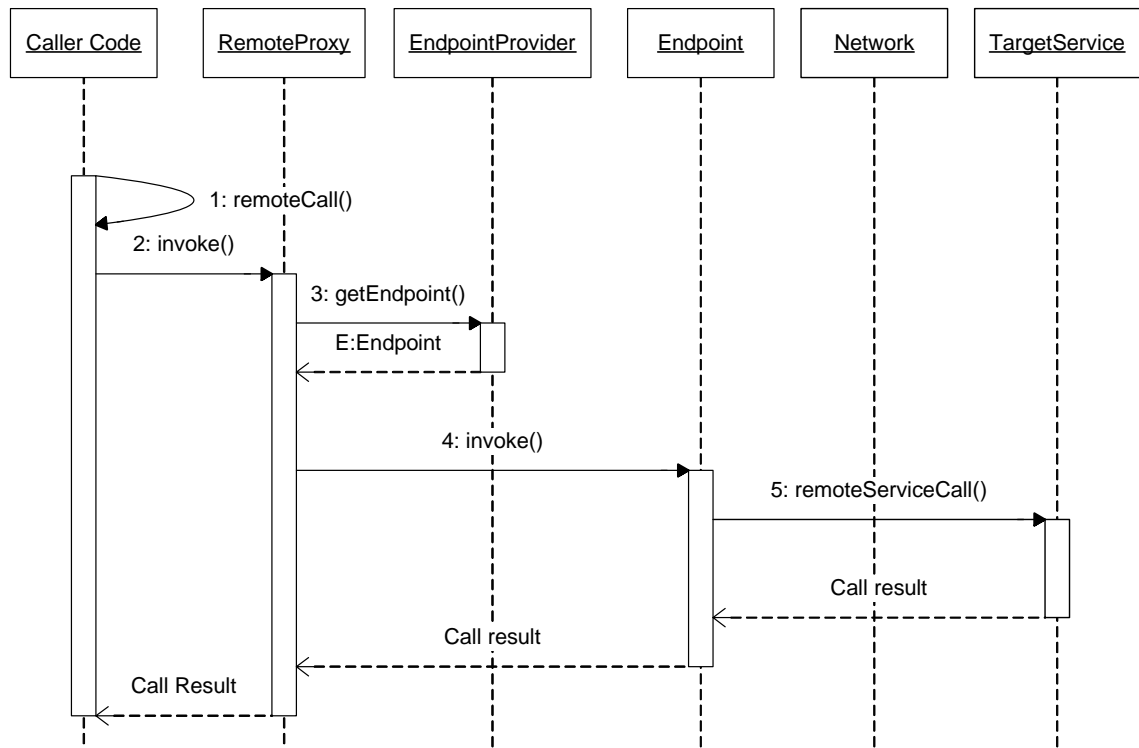 Caller Code
RemoteProxy
EndpointProvider
Endpoint
Network
TargetService
1: remoteCall()
2: invoke()
3: getEndpoint()
E:Endpoint
4: invoke()
5: remoteServiceCall()
Call result
Call result
Call Result